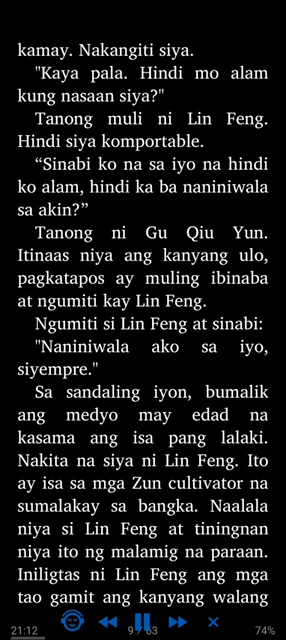 kamay. Nakangiti siya.
"Kaya pala. Hindi mo alam
kung nasaan siya?"
Tanong muli ni Lin Feng.
Hindi siya komportable.
“Sinabi ko na sa iyo na hindi
ko alam, hindi ka ba naniniwala
sa akin?”
Tanong ni Gu Qiu Yun.
Itinaas niya ang kanyang ulo,
pagkatapos ay muling ibinaba
at ngumiti kay Lin Feng.
Ngumiti si Lin Feng at sinabi:
"Naniniwala ako sa iyo,
siyempre."
Sa sandaling iyon, bumalik
ang medyo may edad na
kasama ang isa pang lalaki.
Nakita na siya ni Lin Feng. Ito
ay isa sa mga Zun cultivator na
sumalakay sa bangka. Naalala
niya si Lin Feng at tiningnan
niya ito ng malamig na paraan.
Iniligtas ni Lin Feng ang mga
tao gamit ang kanyang walang
21:12 74%